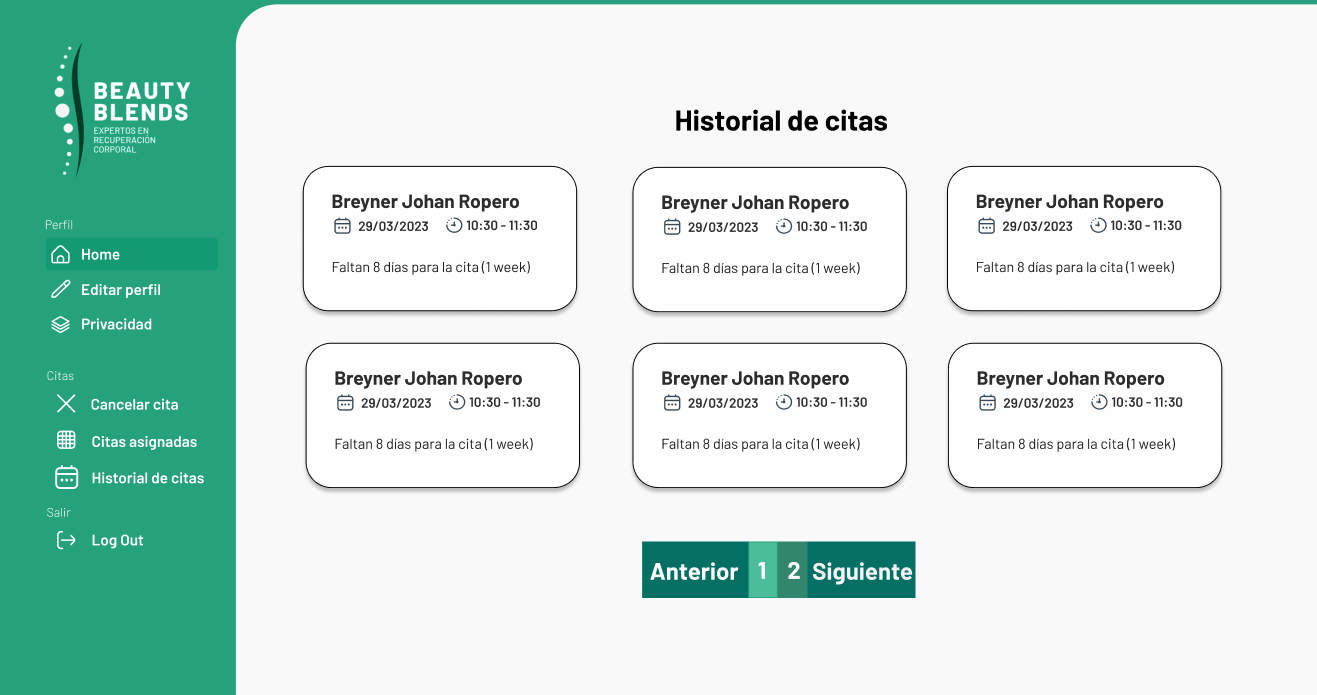 BEAUTY
BLENDS
EXPERTOS EN
RECUPERACIÓN
CORPORAL
Perfil
Home
Editar perfil
Privacidad
Citas
Cancelar cita
Citas asignadas
Historial de citas
Salir
Log Out
Historial de citas
Breyner Johan Ropero
29/03/2023 10:30 - 11:30
Faltan 8 días para la cita (1 week)
Breyner Johan Ropero
29/03/2023 10:30 - 11:30
Faltan 8 días para la cita (1 week)
Breyner Johan Ropero
29/03/2023 10:30 - 11:30
Faltan 8 días para la cita (1 week)
Breyner Johan Ropero
29/03/2023 10:30 - 11:30
Faltan 8 días para la cita (1 week)
Breyner Johan Ropero
29/03/2023 10:30 - 11:30
Faltan 8 días para la cita (1 week)
Breyner Johan Ropero
29/03/2023 10:30 - 11:30
Faltan 8 días para la cita (1 week)
Anterior 1 2 Siguiente